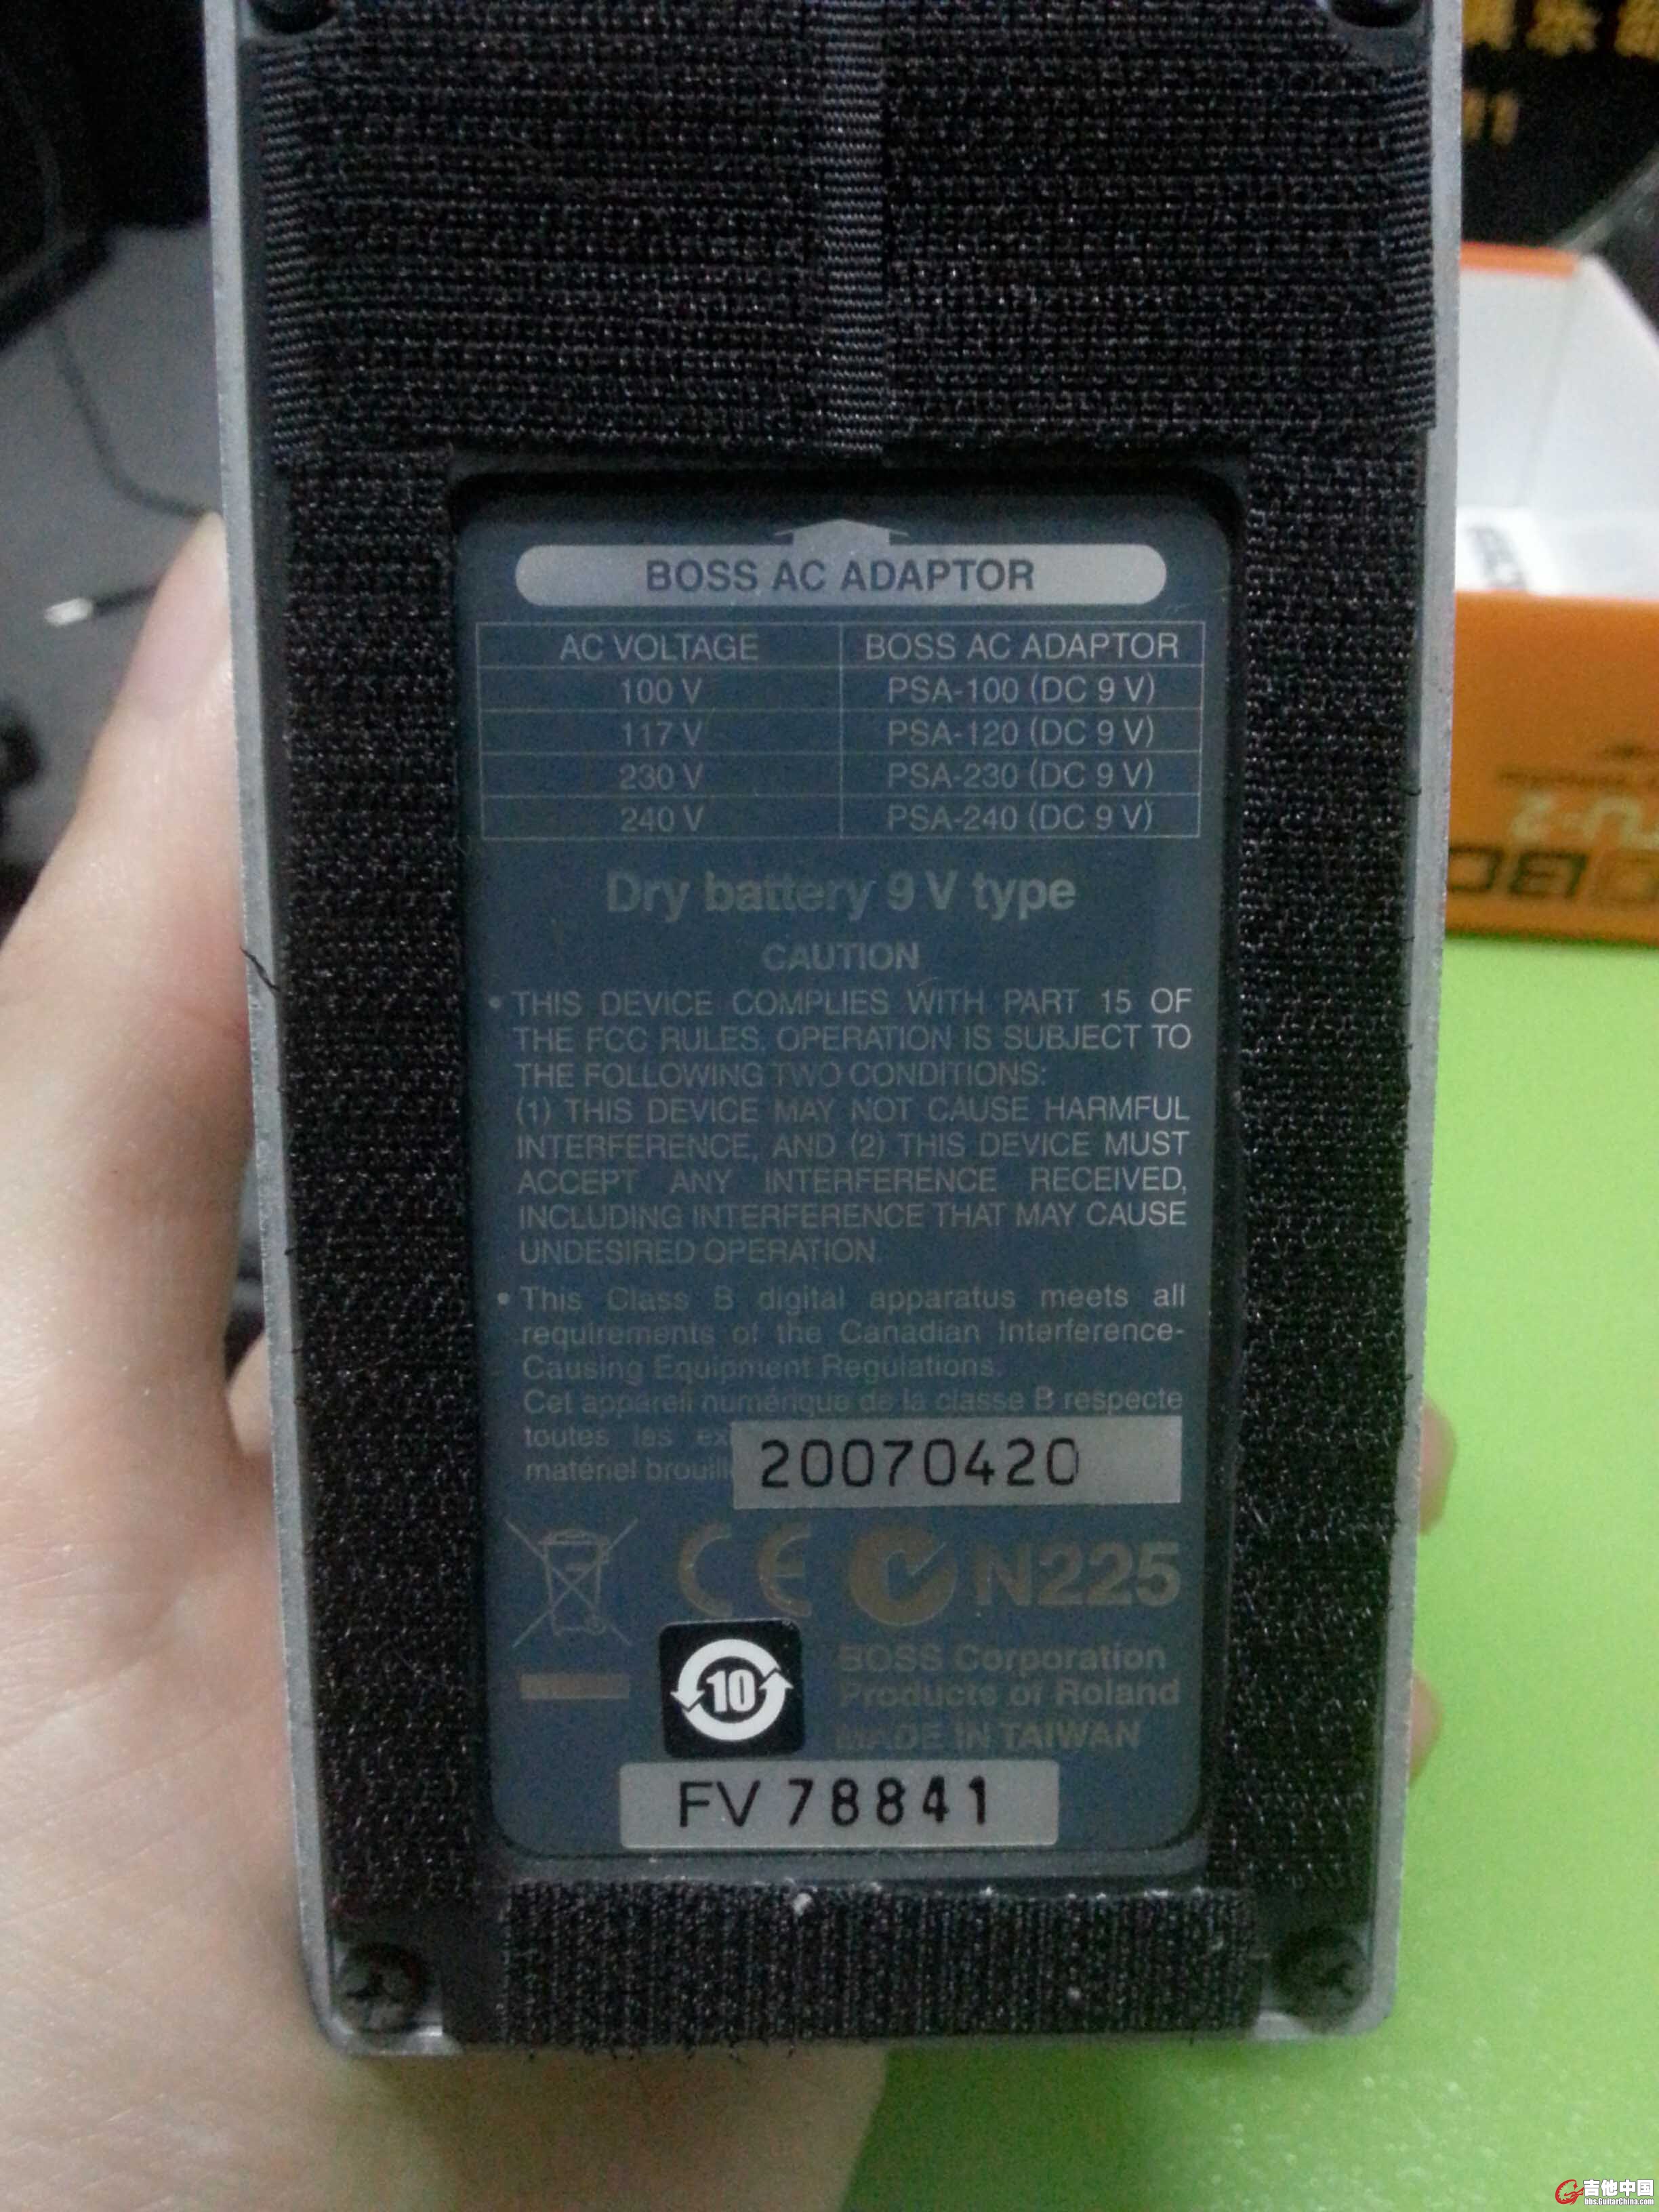 BOSS AC ADAPTOR
AC VOLTAGE BOSS AC ADAPTOR
100 V PSA-100 (DC 9 V)
117 V PSA-120 (DC 9 V)
230 V PSA-230 (DC 9 V)
240 V PSA-240 (DC 9 V)
Dry battery 9 V type
CAUTION
• THIS DEVICE COMPLIES WITH PART 15 OF
THE FCC RULES. OPERATION IS SUBJECT TO
THE FOLLOWING TWO CONDITIONS:
(1) THIS DEVICE MAY NOT CAUSE HARMFUL
INTERFERENCE, AND (2) THIS DEVICE MUST
ACCEPT ANY INTERFERENCE RECEIVED,
INCLUDING INTERFERENCE THAT MAY CAUSE
UNDESIRED OPERATION.
• This Class B digital apparatus meets all
requirements of the Canadian Interference-
Causing Equipment Regulations.
Cet appareil numérique de la classe B respecte
toutes les ex
matériel brouill
20070420
CE N225
10
BOSS Corporation
Products of Roland
MADE IN TAIWAN
FV 78841
吉他中国
bbs.GuitarChina.com